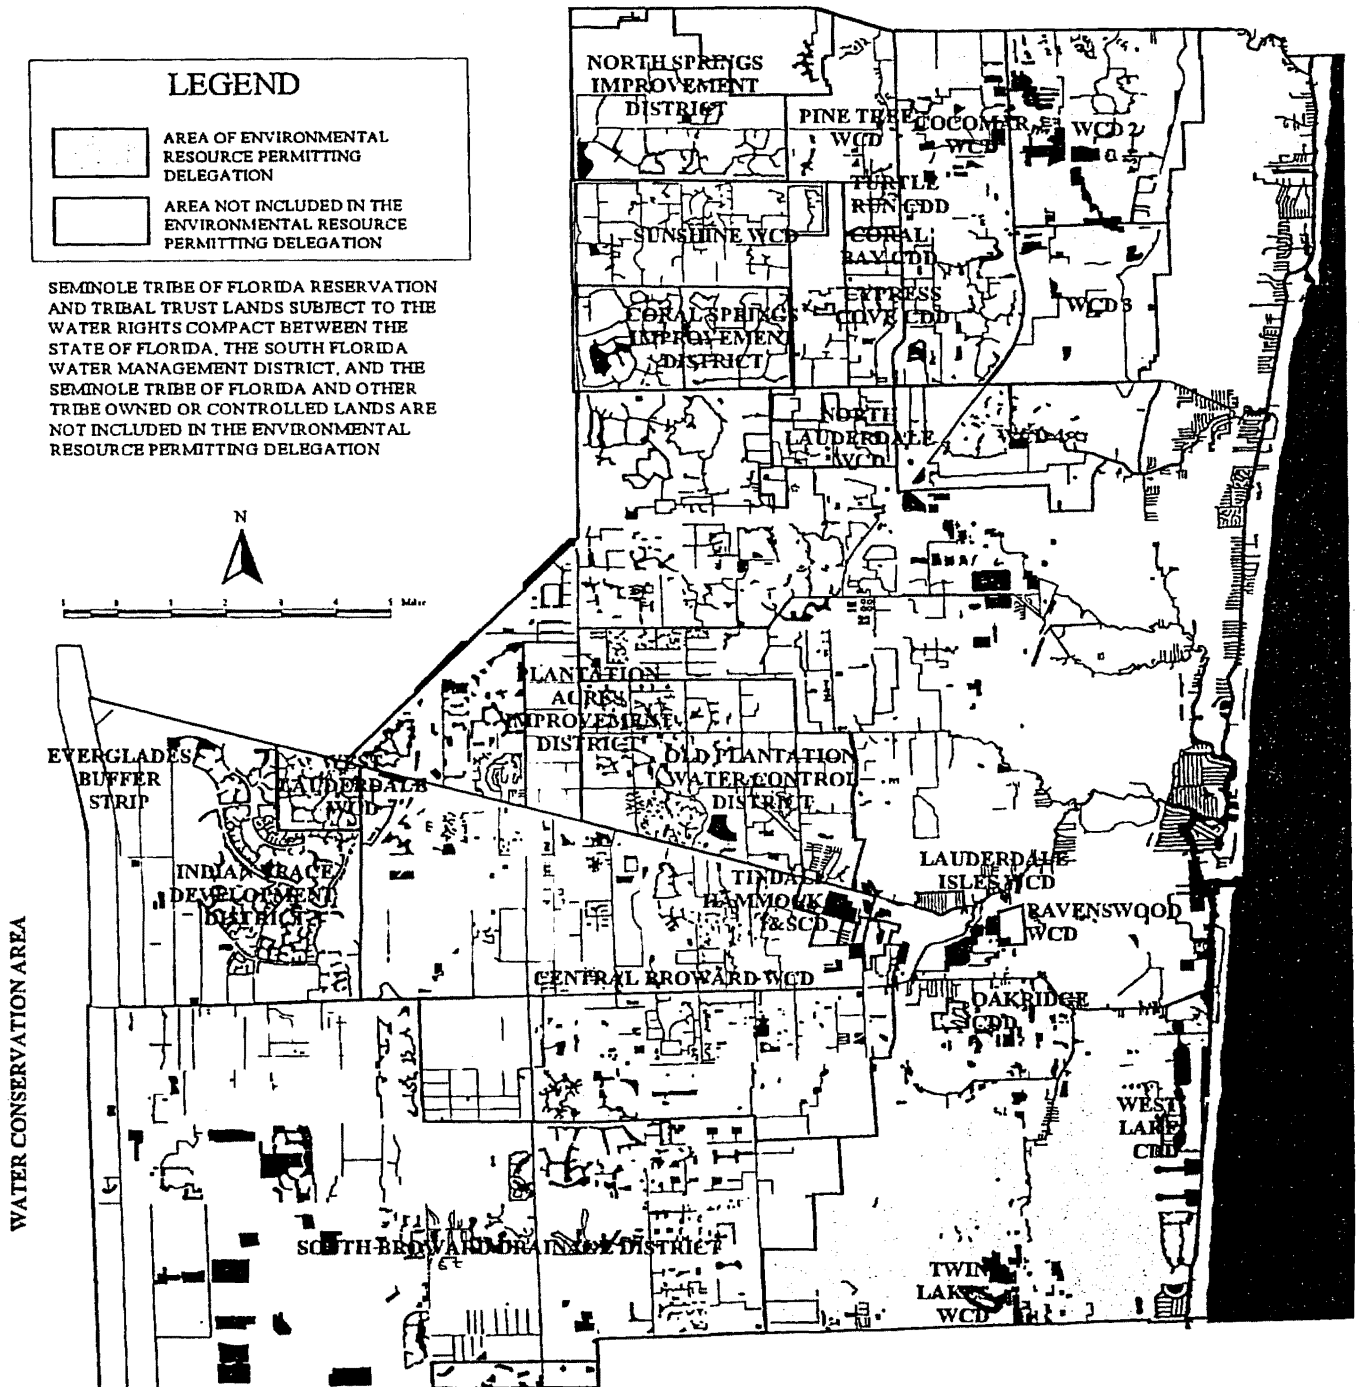 LEGEND
AREA OF ENVIRONMENTAL
RESOURCE PERMITTING
DELEGATION
AREA NOT INCLUDED IN THE
ENVIRONMENTAL RESOURCE
PERMITTING DELEGATION
SEMINOLE TRIBE OF FLORIDA RESERVATION
AND TRIBAL TRUST LANDS SUBJECT TO THE
WATER RIGHTS COMPACT BETWEEN THE
STATE OF FLORIDA, THE SOUTH FLORIDA
WATER MANAGEMENT DISTRICT, AND THE
SEMINOLE TRIBE OF FLORIDA AND OTHER
TRIBE OWNED OR CONTROLLED LANDS ARE
NOT INCLUDED IN THE ENVIRONMENTAL
RESOURCE PERMITTING DELEGATION
N
NORTH SPRINGS
IMPROVEMENT
DISTRICT
PINE TREE
WCD
COCOMAR
WCD
WCD 2
TURTLE
RUN CDD
SUNSHINE WCD
CORAL
BAY CDD
CYPRESS
COVE CDD
WCD 3
CORAL SPRINGS
IMPROVEMENT
DISTRICT
NORTH
LAUDERDALE
WCD
WCD 4
PLANTATION
ACRES
IMPROVEMENT
DISTRICT
OLD PLANTATION
WATER CONTROL
DISTRICT
EVERGLADES
BUFFER
STRIP
WEST
LAUDERDALE
WCD
INDIAN TRACE
DEVELOPMENT
DISTRICT
TINDALL
HAMMOCK
I&SCD
LAUDERDALE
ISLES WCD
RAVENSWOOD
WCD
CENTRAL BROWARD WCD
OAKRIDGE
CDD
WEST
LAKE
CDD
SOUTH BROWARD DRAINAGE DISTRICT
TWIN
LAKES
WCD
WATER CONSERVATION AREA